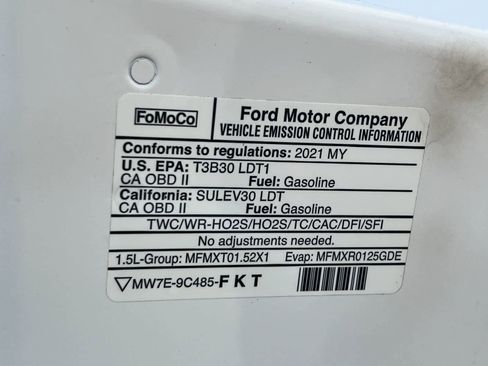 FoMoCo
Ford Motor Company
VEHICLE EMISSION CONTROL INFORMATION
Conforms to regulations: 2021 MY
U.S. EPA: T3B30 LDT1
CA OBD II Fuel: Gasoline
California: SULEV30 LDT
CA OBD II Fuel: Gasoline
TWC/WR-HO2S/HO2S/TC/CAC/DFI/SFI
No adjustments needed.
1.5L-Group: MFMXT01.52X1 Evap: MFMXR0125GDE
▽MW7E-9C485-F K T